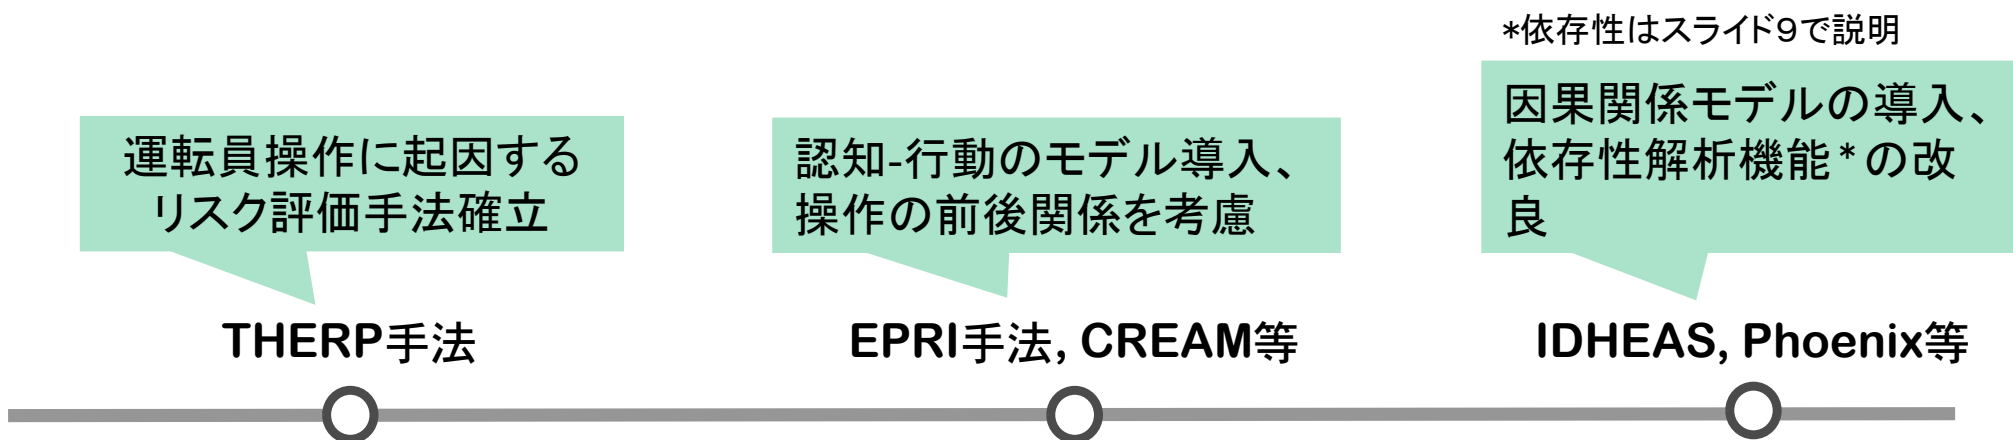 *依存性はスライド9で説明
運転員操作に起因する
リスク評価手法確立
認知-行動のモデル導入、
操作の前後関係を考慮
因果関係モデルの導入、
依存性解析機能*の改
良
THERP手法
EPRI手法, CREAM等
IDHEAS, Phoenix等